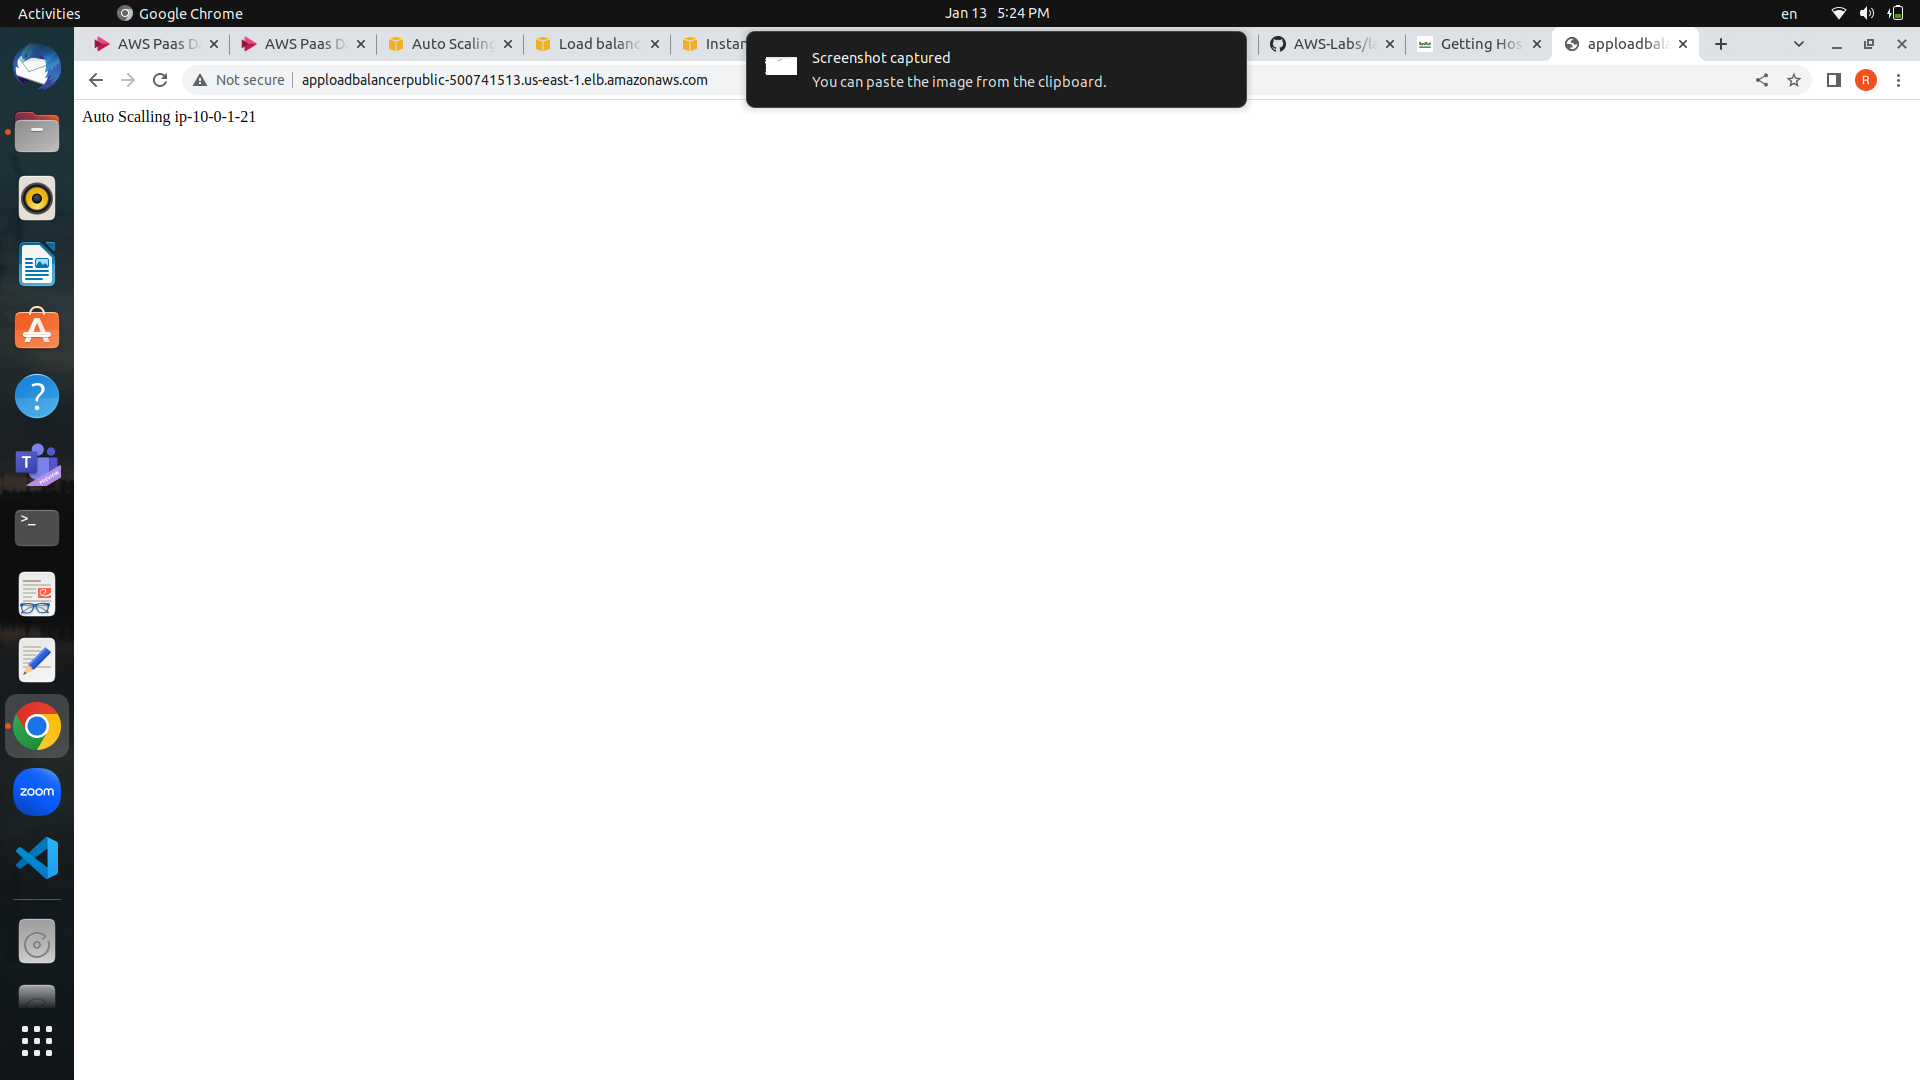 Activities
Google Chrome
Jan 13 5:24 PM
en
AWS Paas D
AWS Paas D
Auto Scaling
Load balanc
Instan
AWS-Labs/la
Getting Hos
apploadbala
Screenshot captured
You can paste the image from the clipboard.
Not secure
apploadbalancerpublic-500741513.us-east-1.elb.amazonaws.com
R
Auto Scalling ip-10-0-1-21
?
T
>_
zoom